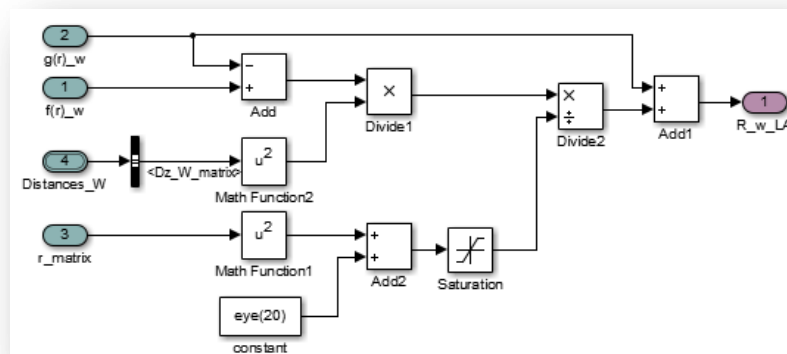 2
g(r)_w
1
f(r)_w
−
+
Add
×
Divide1
×
÷
Divide2
+
+
Add1
1
R_w_LA
4
Distances_W
<Dz_W_matrix>
u²
Math Function2
3
r_matrix
u²
Math Function1
+
+
Add2
Saturation
eye(20)
constant